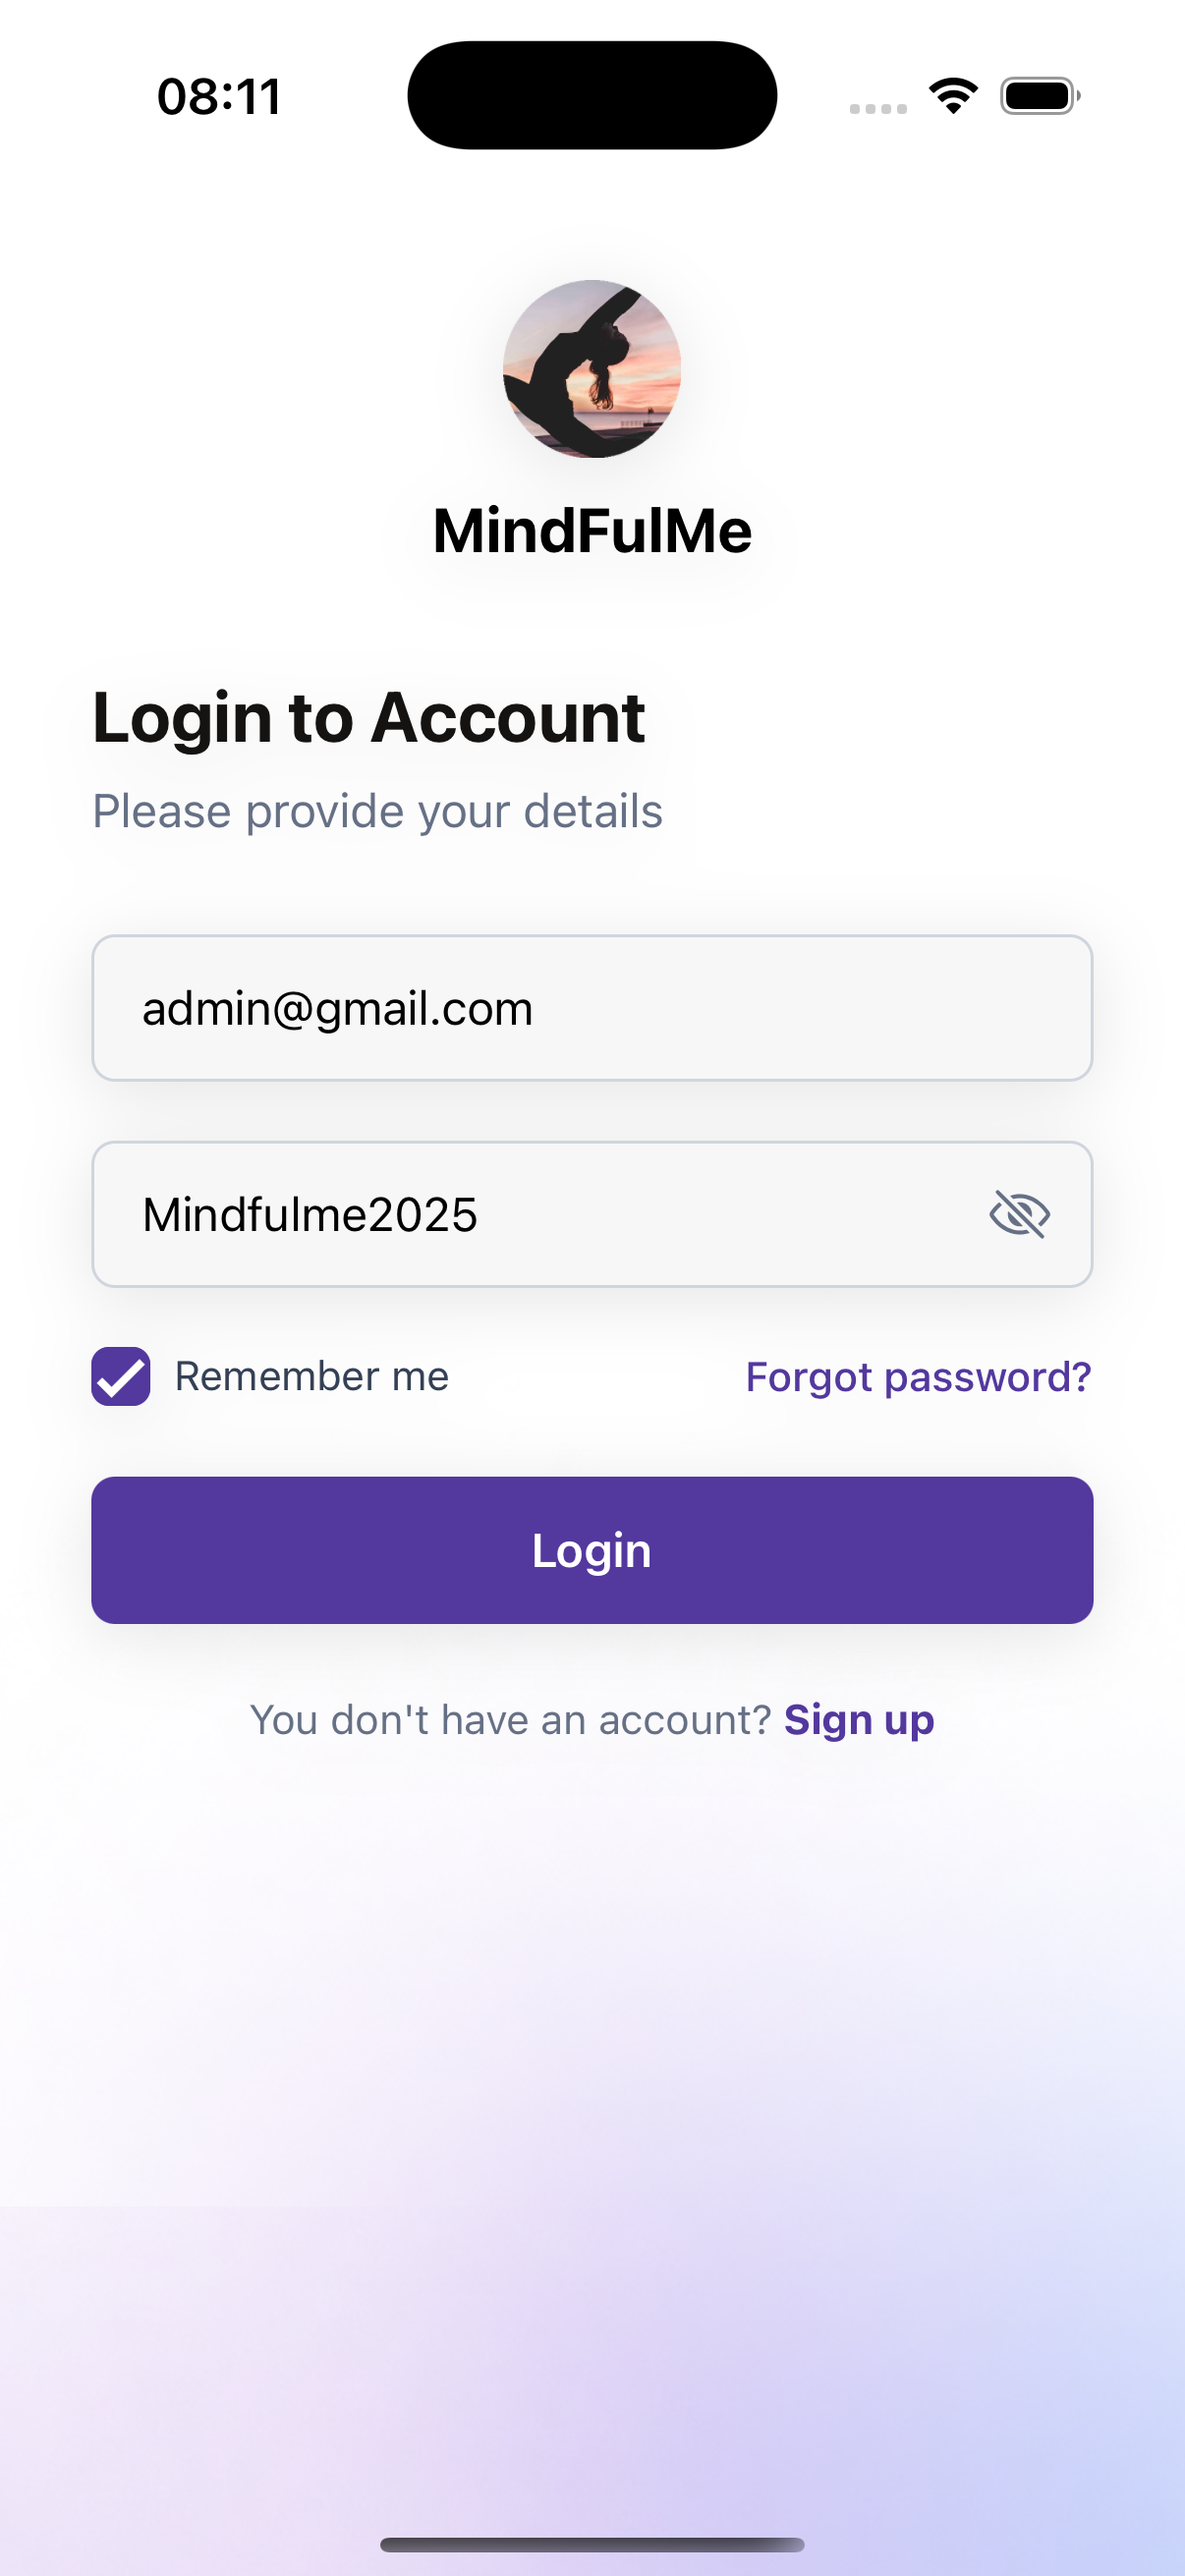 08:11
MindFulMe
Login to Account
Please provide your details
admin@gmail.com
Mindfulme2025
Remember me
Forgot password?
Login
You don't have an account? Sign up